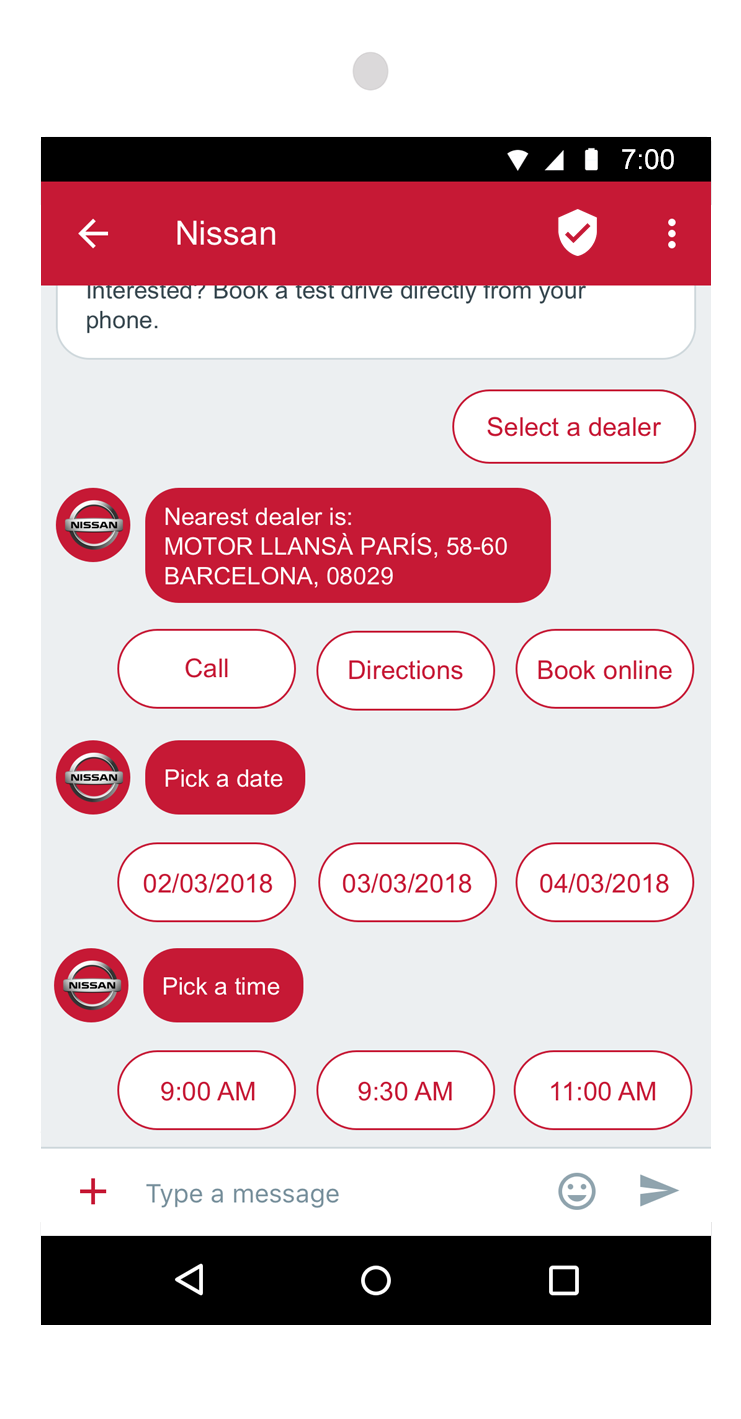 7:00
Nissan
Interested? Book a test drive directly from your
phone.
Select a dealer
NISSAN
Nearest dealer is:
MOTOR LLANSÀ PARÍS, 58-60
BARCELONA, 08029
Call
Directions
Book online
NISSAN
Pick a date
02/03/2018
03/03/2018
04/03/2018
NISSAN
Pick a time
9:00 AM
9:30 AM
11:00 AM
Type a message